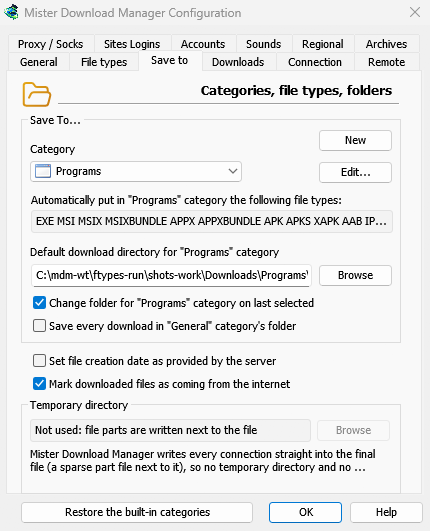 Mister Download Manager Configuration
Proxy / Socks Sites Logins Accounts Sounds Regional Archives
General File types Save to Downloads Connection Remote
Categories, file types, folders
Save To...
New
Category
Programs
Edit...
Automatically put in "Programs" category the following file types:
EXE MSI MSIX MSIXBUNDLE APPX APPXBUNDLE APK APKS XAPK AAB IP...
Default download directory for "Programs" category
C:\mdm-wt\ftypes-run\shots-work\Downloads\Programs\
Browse
Change folder for "Programs" category on last selected
Save every download in "General" category's folder
Set file creation date as provided by the server
Mark downloaded files as coming from the internet
Temporary directory
Not used: file parts are written next to the file
Browse
Mister Download Manager writes every connection straight into the final
file (a sparse part file next to it), so no temporary directory and no ...
Restore the built-in categories
OK
Help